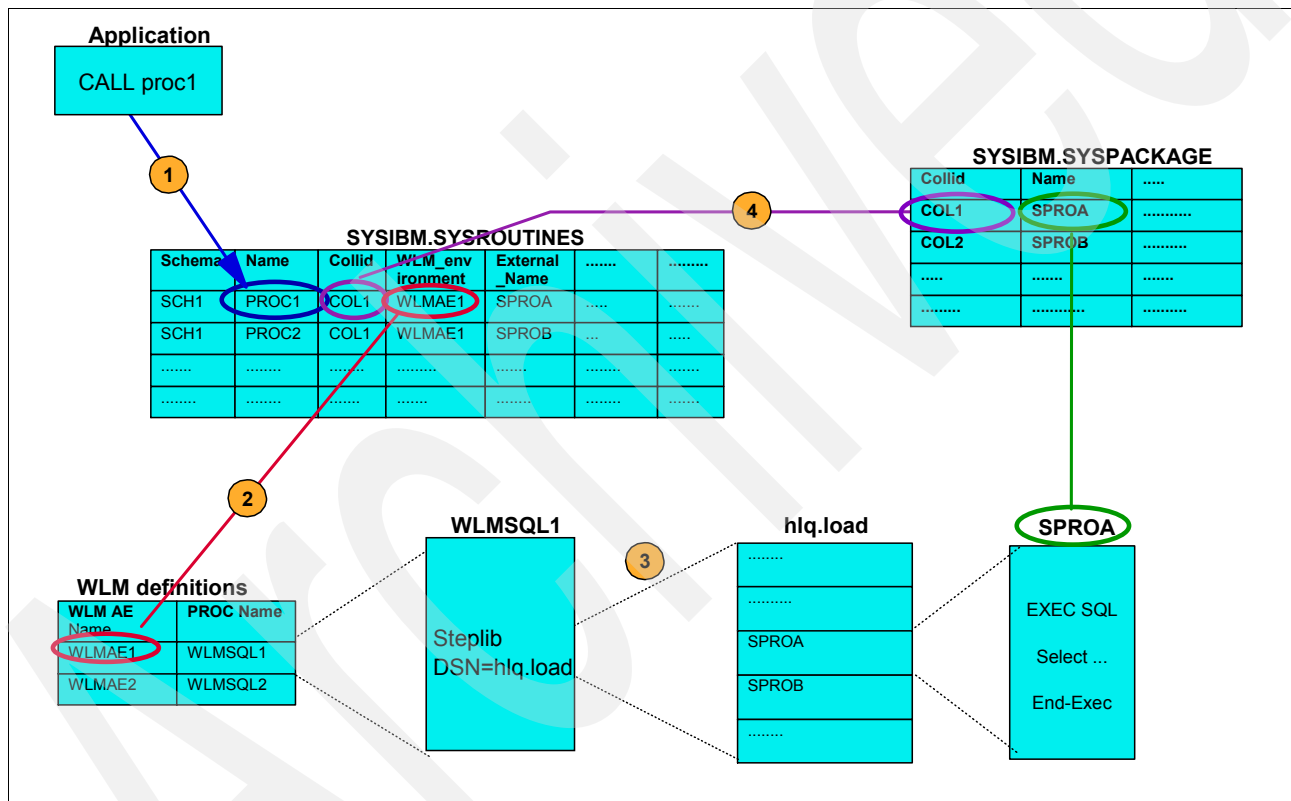 Application
CALL proc1
1
4
SYSIBM.SYSPACKAGE
Collid Name .....
COL1 SPROA ...........
COL2 SPROB ..........
..... ....... .......
......... ............ ..........
SYSIBM.SYSROUTINES
Schema Name Collid WLM_env
ironment External
_Name ....... .........
SCH1 PROC1 COL1 WLMAE1 SPROA ..... .......
SCH1 PROC2 COL1 WLMAE1 SPROB ... .....
....... ........ ....... ......... ....... ....... .......
........ ........ ....... ....... ........ ........ ........
2
3
WLM definitions
WLM AE
Name PROC Name
WLMAE1 WLMSQL1
WLMAE2 WLMSQL2
WLMSQL1
Steplib
DSN=hlq.load
hlq.load
........
..........
SPROA
SPROB
........
SPROA
EXEC SQL
Select ...
End-Exec
Archived